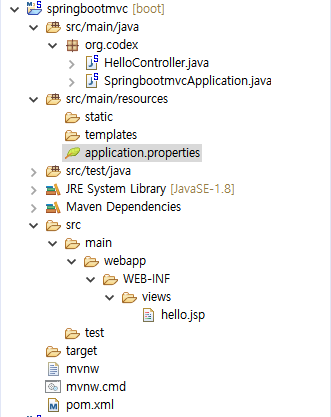 springbootmvc [boot]
src/main/java
org.codex
HelloController.java
SpringbootmvcApplication.java
src/main/resources
static
templates
application.properties
src/test/java
JRE System Library [JavaSE-1.8]
Maven Dependencies
src
main
webapp
WEB-INF
views
hello.jsp
test
target
mvnw
mvnw.cmd
pom.xml